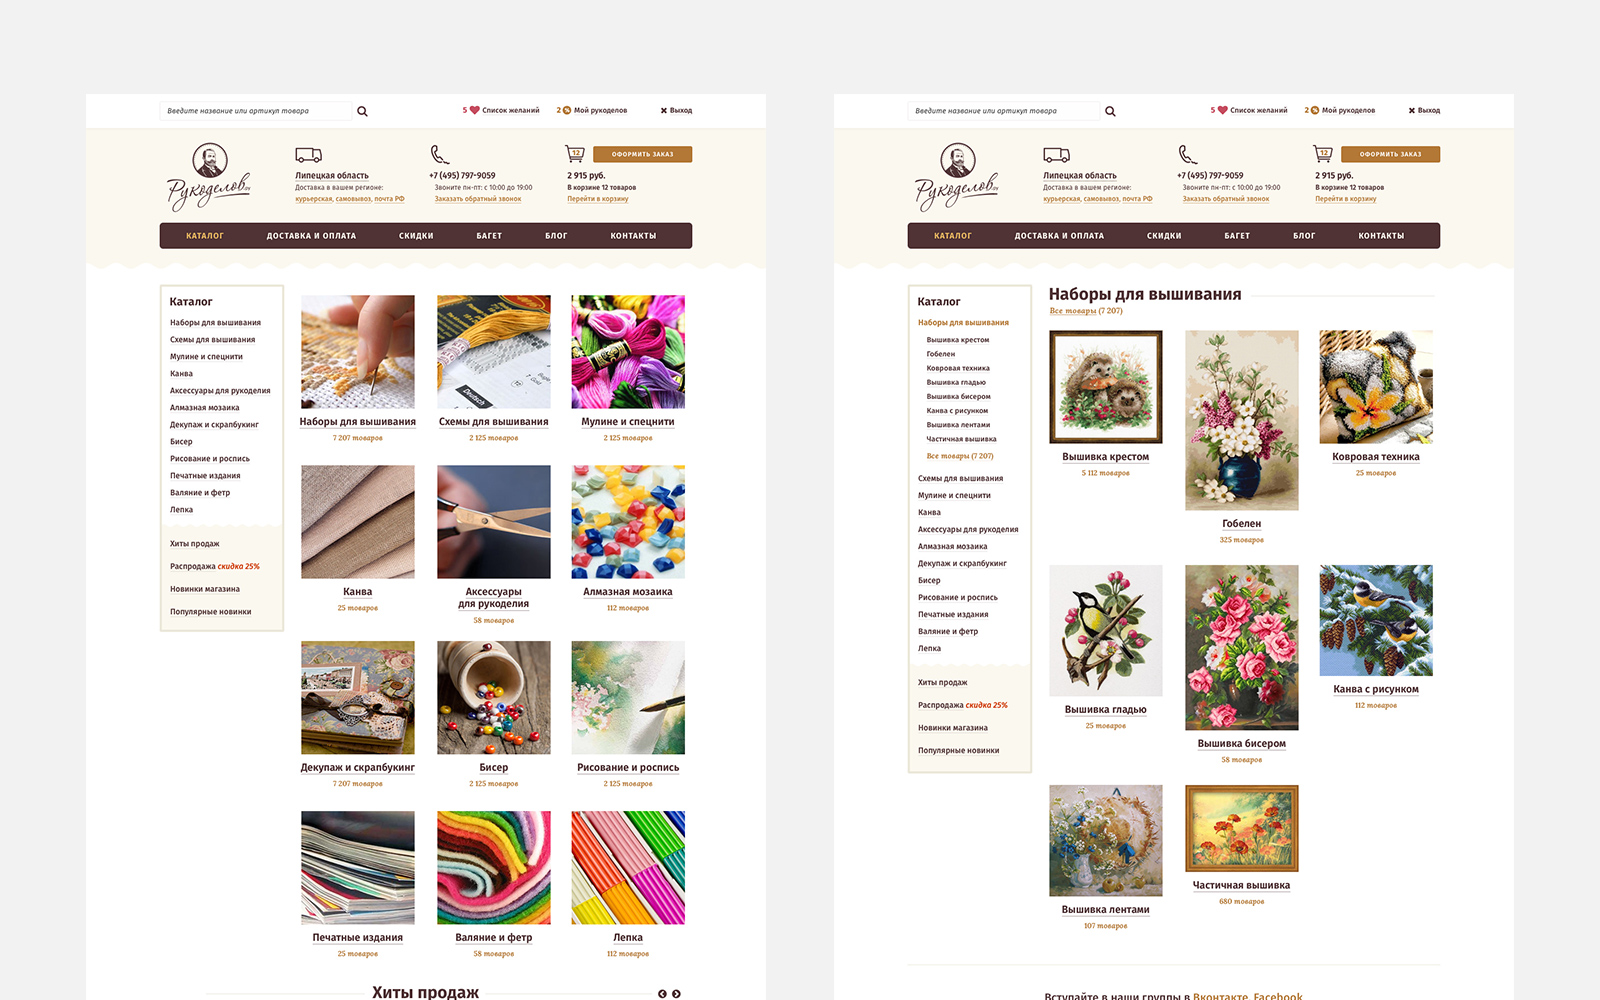 Введите название или артикул товара
5 Список желаний
2 Мой рукоделов
Выход
Рукоделов.ру
Липецкая область
Доставка в вашем регионе:
курьерская, самовывоз, почта РФ
+7 (495) 797-9059
Звоните пн-пт: с 10:00 до 19:00
Заказать обратный звонок
12
ОФОРМИТЬ ЗАКАЗ
2 915 руб.
В корзине 12 товаров
Перейти в корзину
КАТАЛОГ
ДОСТАВКА И ОПЛАТА
СКИДКИ
БАГЕТ
БЛОГ
КОНТАКТЫ
Каталог
Наборы для вышивания
Схемы для вышивания
Мулине и спецнити
Канва
Аксессуары для рукоделия
Алмазная мозаика
Декупаж и скрапбукинг
Бисер
Рисование и роспись
Печатные издания
Валяние и фетр
Лепка
Хиты продаж
Распродажа скидка 25%
Новинки магазина
Популярные новинки
Наборы для вышивания
7 207 товаров
Схемы для вышивания
2 125 товаров
Мулине и спецнити
2 125 товаров
Канва
25 товаров
Аксессуары
для рукоделия
58 товаров
Алмазная мозаика
112 товаров
Декупаж и скрапбукинг
7 207 товаров
Бисер
2 125 товаров
Рисование и роспись
2 125 товаров
Печатные издания
25 товаров
Валяние и фетр
58 товаров
Лепка
112 товаров
Хиты продаж
Введите название или артикул товара
5 Список желаний
2 Мой рукоделов
Выход
Рукоделов.ру
Липецкая область
Доставка в вашем регионе:
курьерская, самовывоз, почта РФ
+7 (495) 797-9059
Звоните пн-пт: с 10:00 до 19:00
Заказать обратный звонок
12
ОФОРМИТЬ ЗАКАЗ
2 915 руб.
В корзине 12 товаров
Перейти в корзину
КАТАЛОГ
ДОСТАВКА И ОПЛАТА
СКИДКИ
БАГЕТ
БЛОГ
КОНТАКТЫ
Каталог
Наборы для вышивания
Вышивка крестом
Гобелен
Ковровая техника
Вышивка гладью
Вышивка бисером
Канва с рисунком
Вышивка лентами
Частичная вышивка
Все товары (7 207)
Схемы для вышивания
Мулине и спецнити
Канва
Аксессуары для рукоделия
Алмазная мозаика
Декупаж и скрапбукинг
Бисер
Рисование и роспись
Печатные издания
Валяние и фетр
Лепка
Хиты продаж
Распродажа скидка 25%
Новинки магазина
Популярные новинки
Наборы для вышивания
Все товары (7 207)
Вышивка крестом
5 112 товаров
Гобелен
325 товаров
Ковровая техника
25 товаров
Вышивка гладью
25 товаров
Вышивка бисером
58 товаров
Канва с рисунком
112 товаров
Вышивка лентами
107 товаров
Частичная вышивка
680 товаров
Вступайте в наши группы в Вконтакте, Facebook